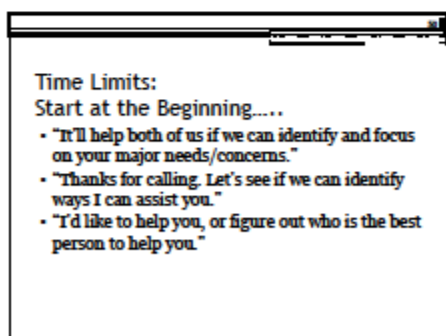 Time Limits:
Start at the Beginning.....
• "It'll help both of us if we can identify and focus
on your major needs/concerns."
• "Thanks for calling. Let's see if we can identify
ways I can assist you."
• "I'd like to help you, or figure out who is the best
person to help you."